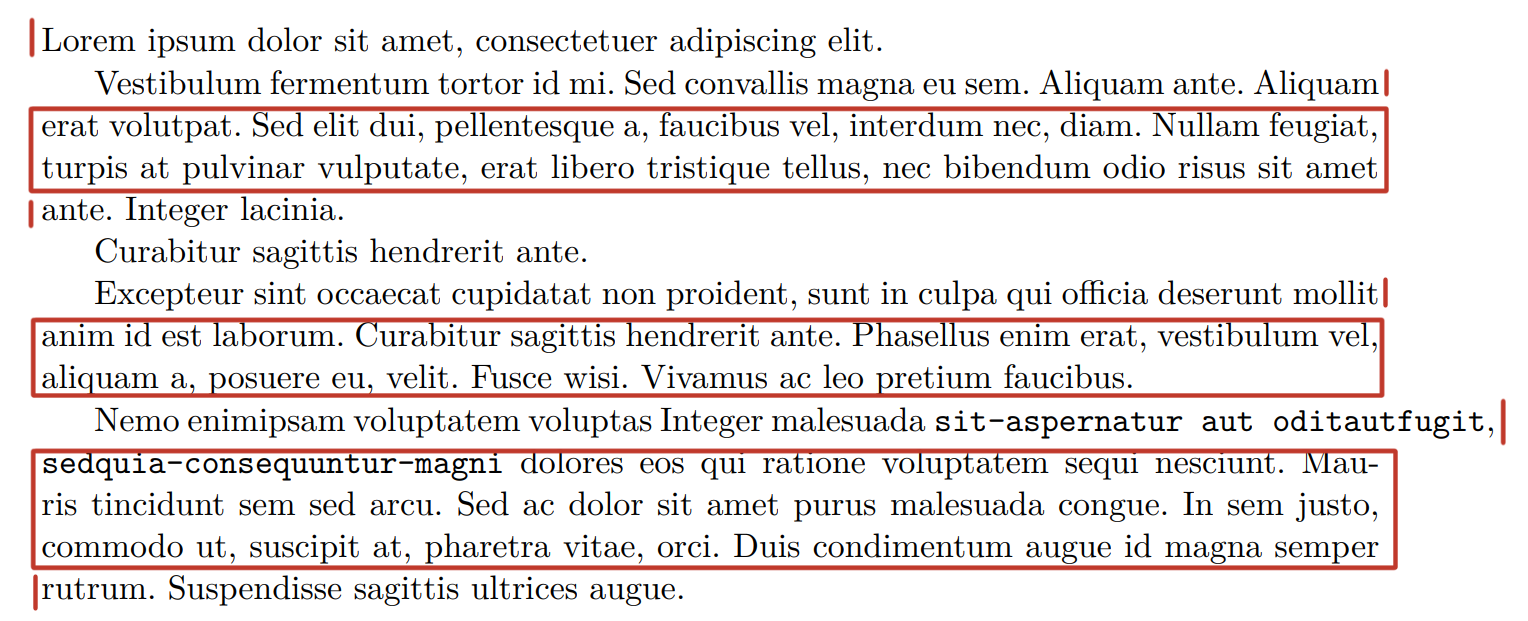 Lorem ipsum dolor sit amet, consectetuer adipiscing elit.
Vestibulum fermentum tortor id mi. Sed convallis magna eu sem. Aliquam ante. Aliquam
erat volutpat. Sed elit dui, pellentesque a, faucibus vel, interdum nec, diam. Nullam feugiat,
turpis at pulvinar vulputate, erat libero tristique tellus, nec bibendum odio risus sit amet
ante. Integer lacinia.
Curabitur sagittis hendrerit ante.
Excepteur sint occaecat cupidatat non proident, sunt in culpa qui officia deserunt mollit
anim id est laborum. Curabitur sagittis hendrerit ante. Phasellus enim erat, vestibulum vel,
aliquam a, posuere eu, velit. Fusce wisi. Vivamus ac leo pretium faucibus.
Nemo enimipsam voluptatem voluptas Integer malesuada sit-aspernatur aut oditautfugit,
sedquia-consequuntur-magni dolores eos qui ratione voluptatem sequi nesciunt. Mau-
ris tincidunt sem sed arcu. Sed ac dolor sit amet purus malesuada congue. In sem justo,
commodo ut, suscipit at, pharetra vitae, orci. Duis condimentum augue id magna semper
rutrum. Suspendisse sagittis ultrices augue.